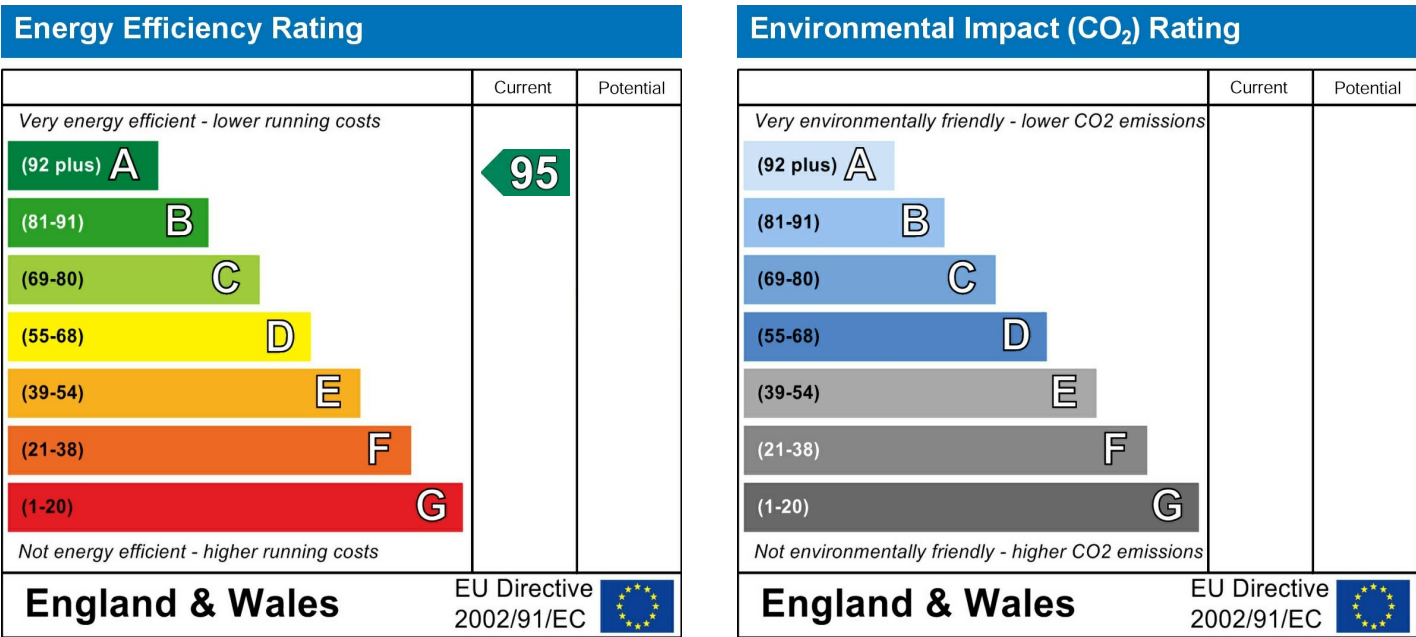 Energy Efficiency Rating
Current Potential
Very energy efficient - lower running costs
(92 plus) A 95
(81-91) B
(69-80) C
(55-68) D
(39-54) E
(21-38) F
(1-20) G
Not energy efficient - higher running costs
England & Wales
EU Directive
2002/91/EC
Environmental Impact (CO₂) Rating
Current Potential
Very environmentally friendly - lower CO2 emissions
(92 plus) A
(81-91) B
(69-80) C
(55-68) D
(39-54) E
(21-38) F
(1-20) G
Not environmentally friendly - higher CO2 emissions
England & Wales
EU Directive
2002/91/EC